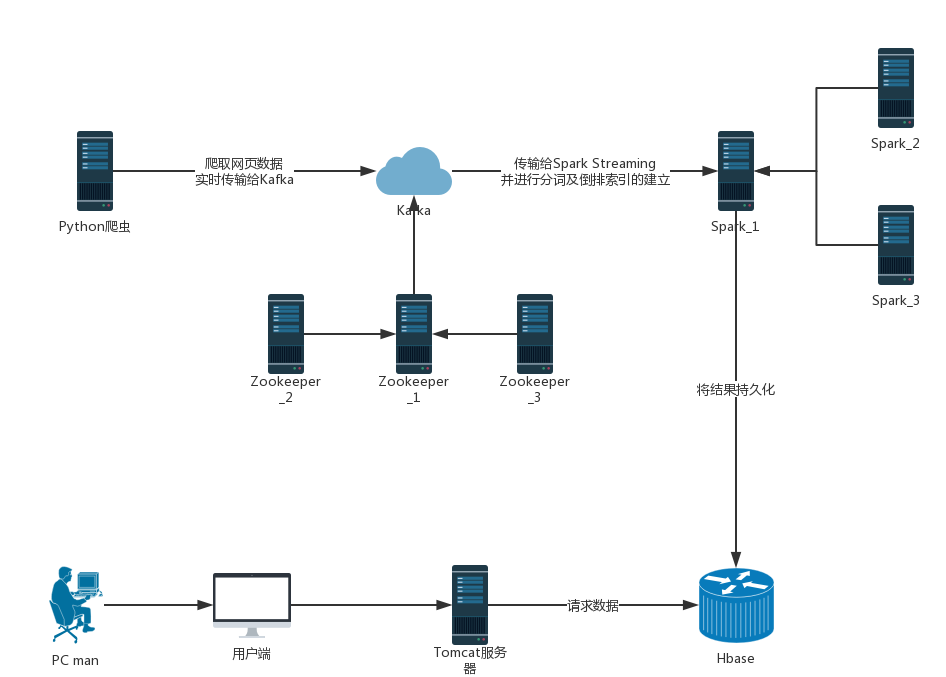 Spark_2
爬取网页数据
实时传输给Kafka
传输给Spark Streaming
并进行分词及倒排索引的建立
Python爬虫
Kafka
Spark_1
Spark_3
Zookeeper
_2
Zookeeper
_1
Zookeeper
_3
将结果持久化
请求数据
PC man
用户端
Tomcat服务
器
Hbase